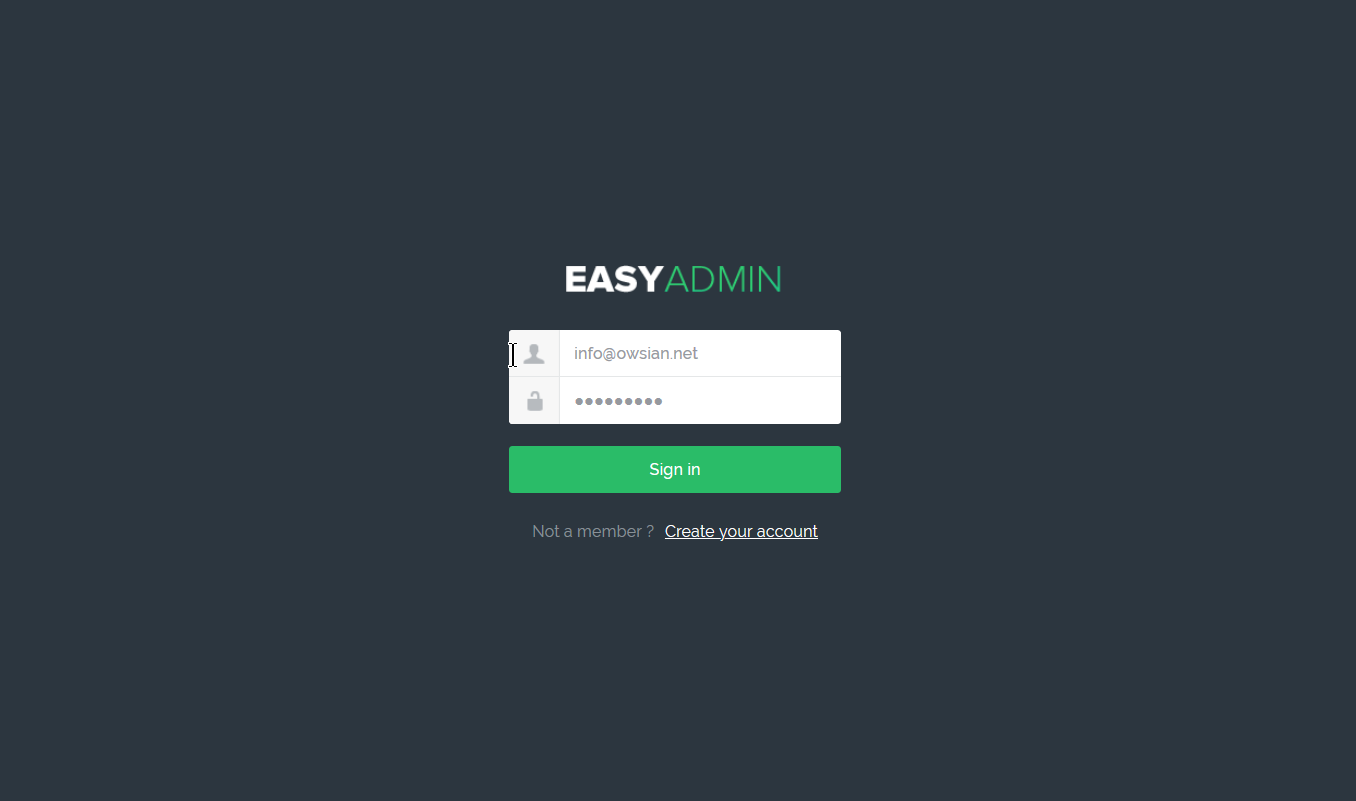 EASYADMIN
info@owsian.net
●●●●●●●●●
Sign in
Not a member ? Create your account